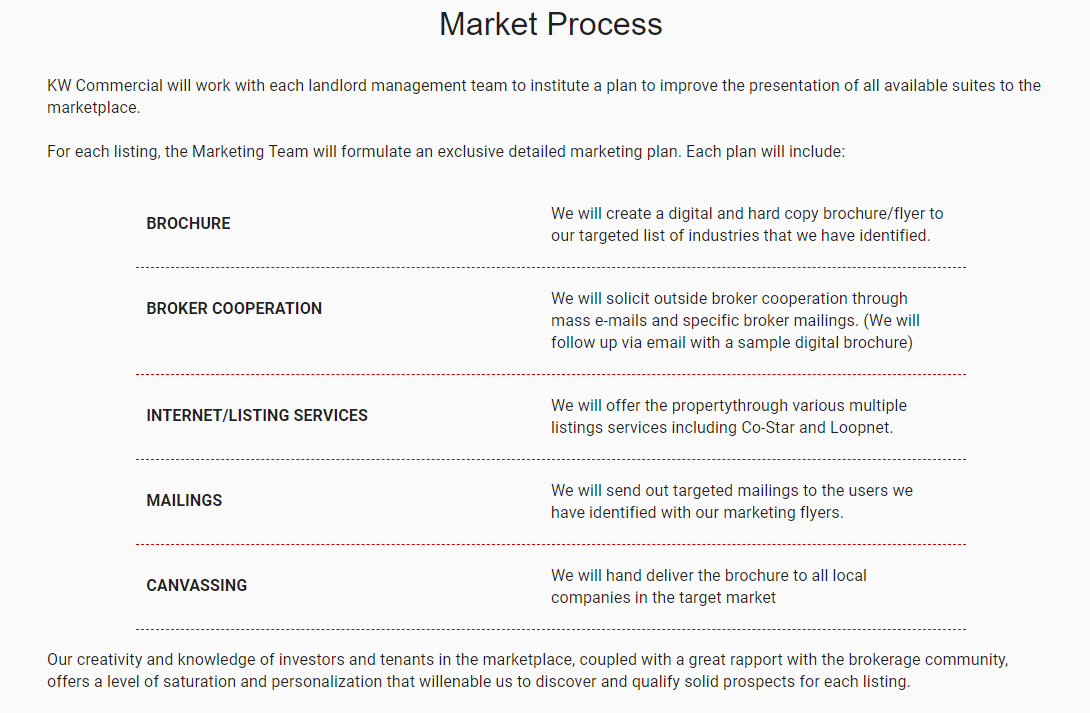 Market Process
KW Commercial will work with each landlord management team to institute a plan to improve the presentation of all available suites to the
marketplace.
For each listing, the Marketing Team will formulate an exclusive detailed marketing plan. Each plan will include:
BROCHURE
We will create a digital and hard copy brochure/flyer to
our targeted list of industries that we have identified.
BROKER COOPERATION
We will solicit outside broker cooperation through
mass e-mails and specific broker mailings. (We will
follow up via email with a sample digital brochure)
INTERNET/LISTING SERVICES
We will offer the propertythrough various multiple
listings services including Co-Star and Loopnet.
MAILINGS
We will send out targeted mailings to the users we
have identified with our marketing flyers.
CANVASSING
We will hand deliver the brochure to all local
companies in the target market
Our creativity and knowledge of investors and tenants in the marketplace, coupled with a great rapport with the brokerage community,
offers a level of saturation and personalization that willenable us to discover and qualify solid prospects for each listing.